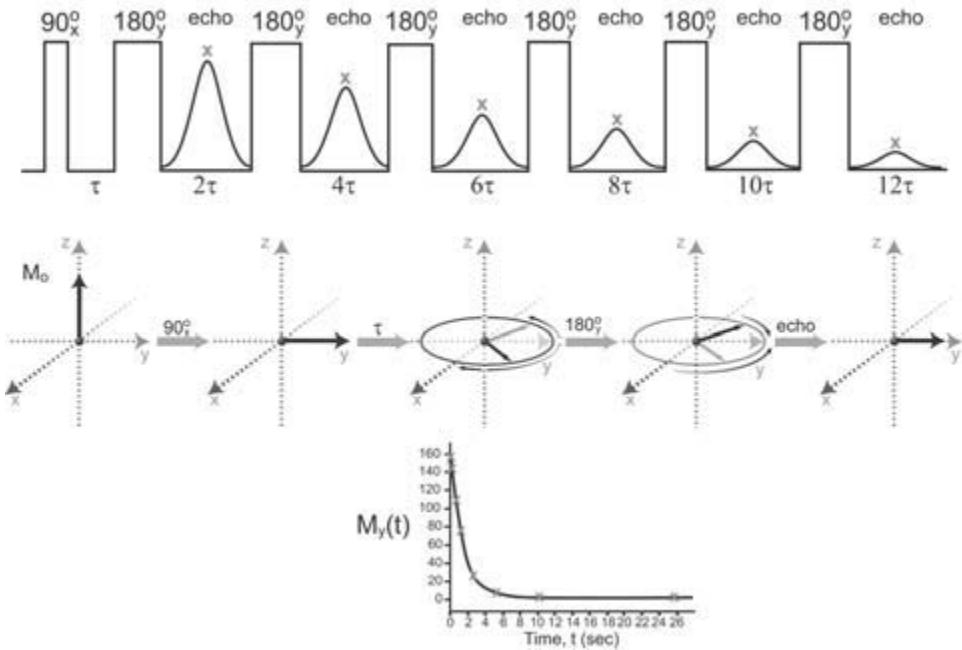 90°x 180°y echo 180°y echo 180°y echo 180°y echo 180°y echo 180°y echo
x x x x x x
τ 2τ 4τ 6τ 8τ 10τ 12τ
z z z z z
Mo
90°x τ 180°y echo
y y y y y
x x x x x
My(t)
160
140
120
100
80
60
40
20
0
0 2 4 6 8 10 12 14 16 18 20 22 24 26
Time, t (sec)